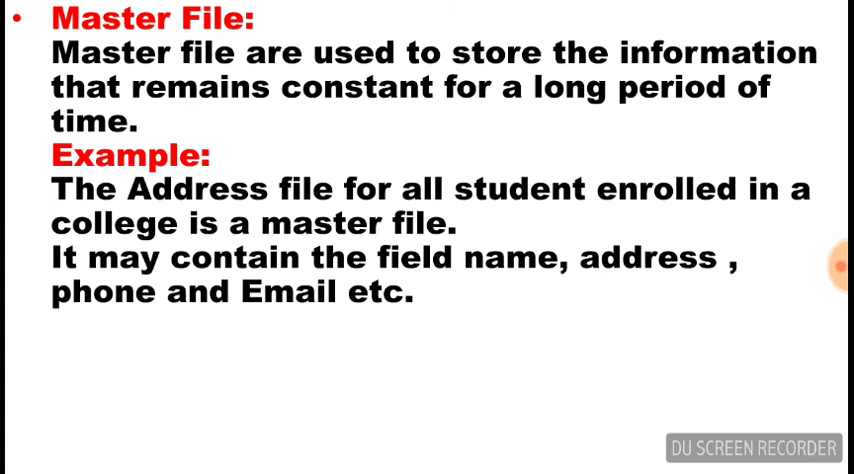 • Master File:
Master file are used to store the information
that remains constant for a long period of
time.
Example:
The Address file for all student enrolled in a
college is a master file.
It may contain the field name, address ,
phone and Email etc.
DU SCREEN RECORDER